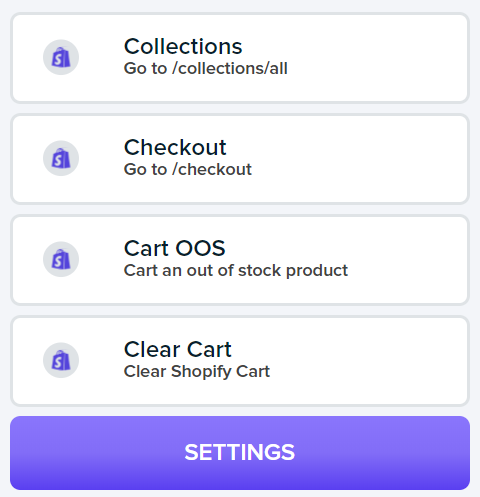 Collections
Go to /collections/all
Checkout
Go to /checkout
Cart OOS
Cart an out of stock product
Clear Cart
Clear Shopify Cart
SETTINGS